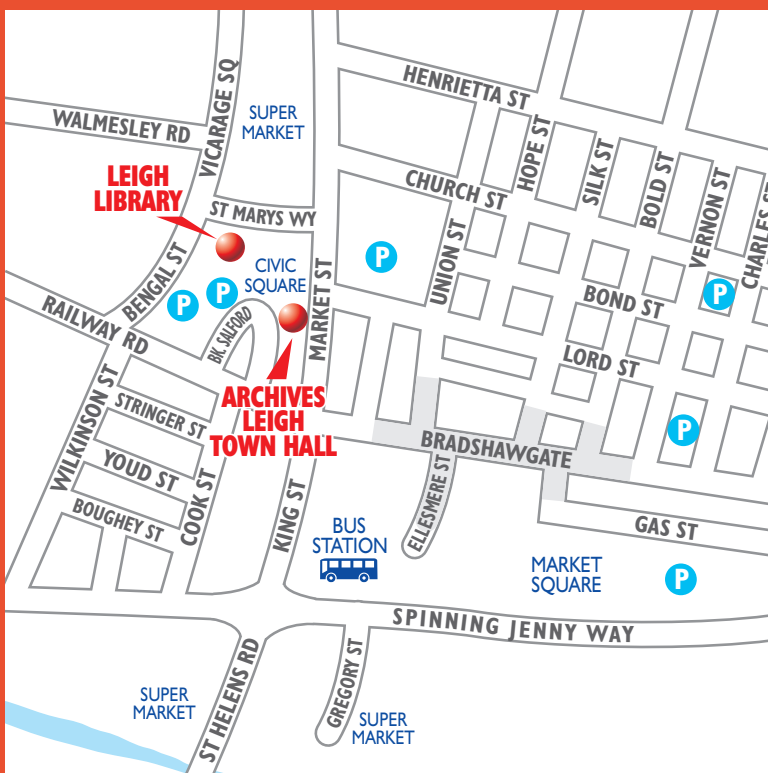 HENRIETTA ST
VICARAGE SQ
SUPER
MARKET
WALMESLEY RD
HOPE ST
SILK ST
BOLD ST
VERNON ST
CHARLES ST
LEIGH
LIBRARY
CHURCH ST
ST MARYS WY
UNION ST
BENGAL ST
CIVIC
SQUARE
P
P
P
P
MARKET ST
BOND ST
RAILWAY RD
BK. SALFORD
LORD ST
WILKINSON ST
STRINGER ST
ARCHIVES
LEIGH
TOWN HALL
P
BRADSHAWGATE
YOUD ST
COOK ST
KING ST
ELLESMERE ST
BOUGHEY ST
BUS
STATION
GAS ST
MARKET
SQUARE
P
SPINNING JENNY WAY
ST HELENS RD
GREGORY ST
SUPER
MARKET
SUPER
MARKET